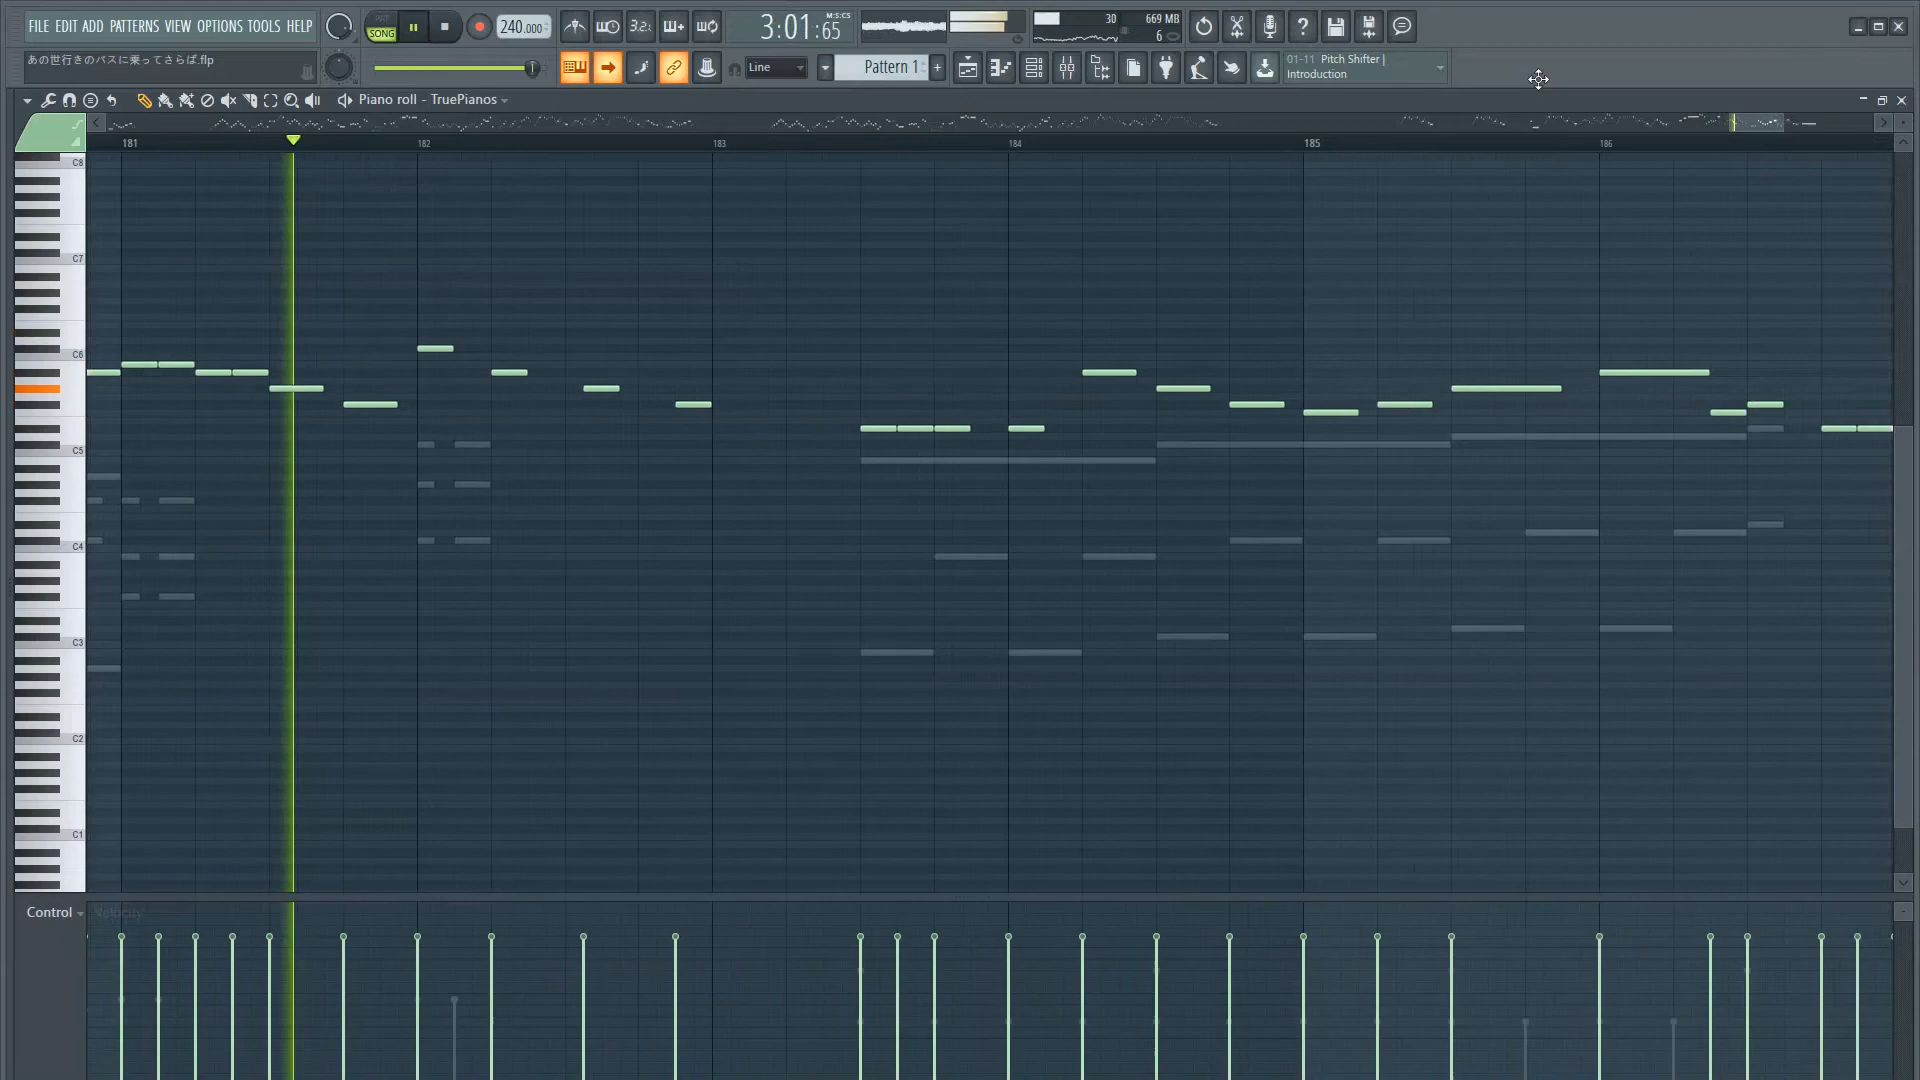 FILE EDIT ADD PATTERNS VIEW OPTIONS TOOLS HELP
SONG
240.000
3.2.
3:01:65
M:S:CS
30
669 MB
6
あの世行きのバスに乗ってさらば.flp
Line
Pattern 1
01-11 Pitch Shifter |
Introduction
Piano roll - TruePianos
181
182
183
184
185
186
C8
C7
C6
C5
C4
C3
C2
C1
Control
Velocity